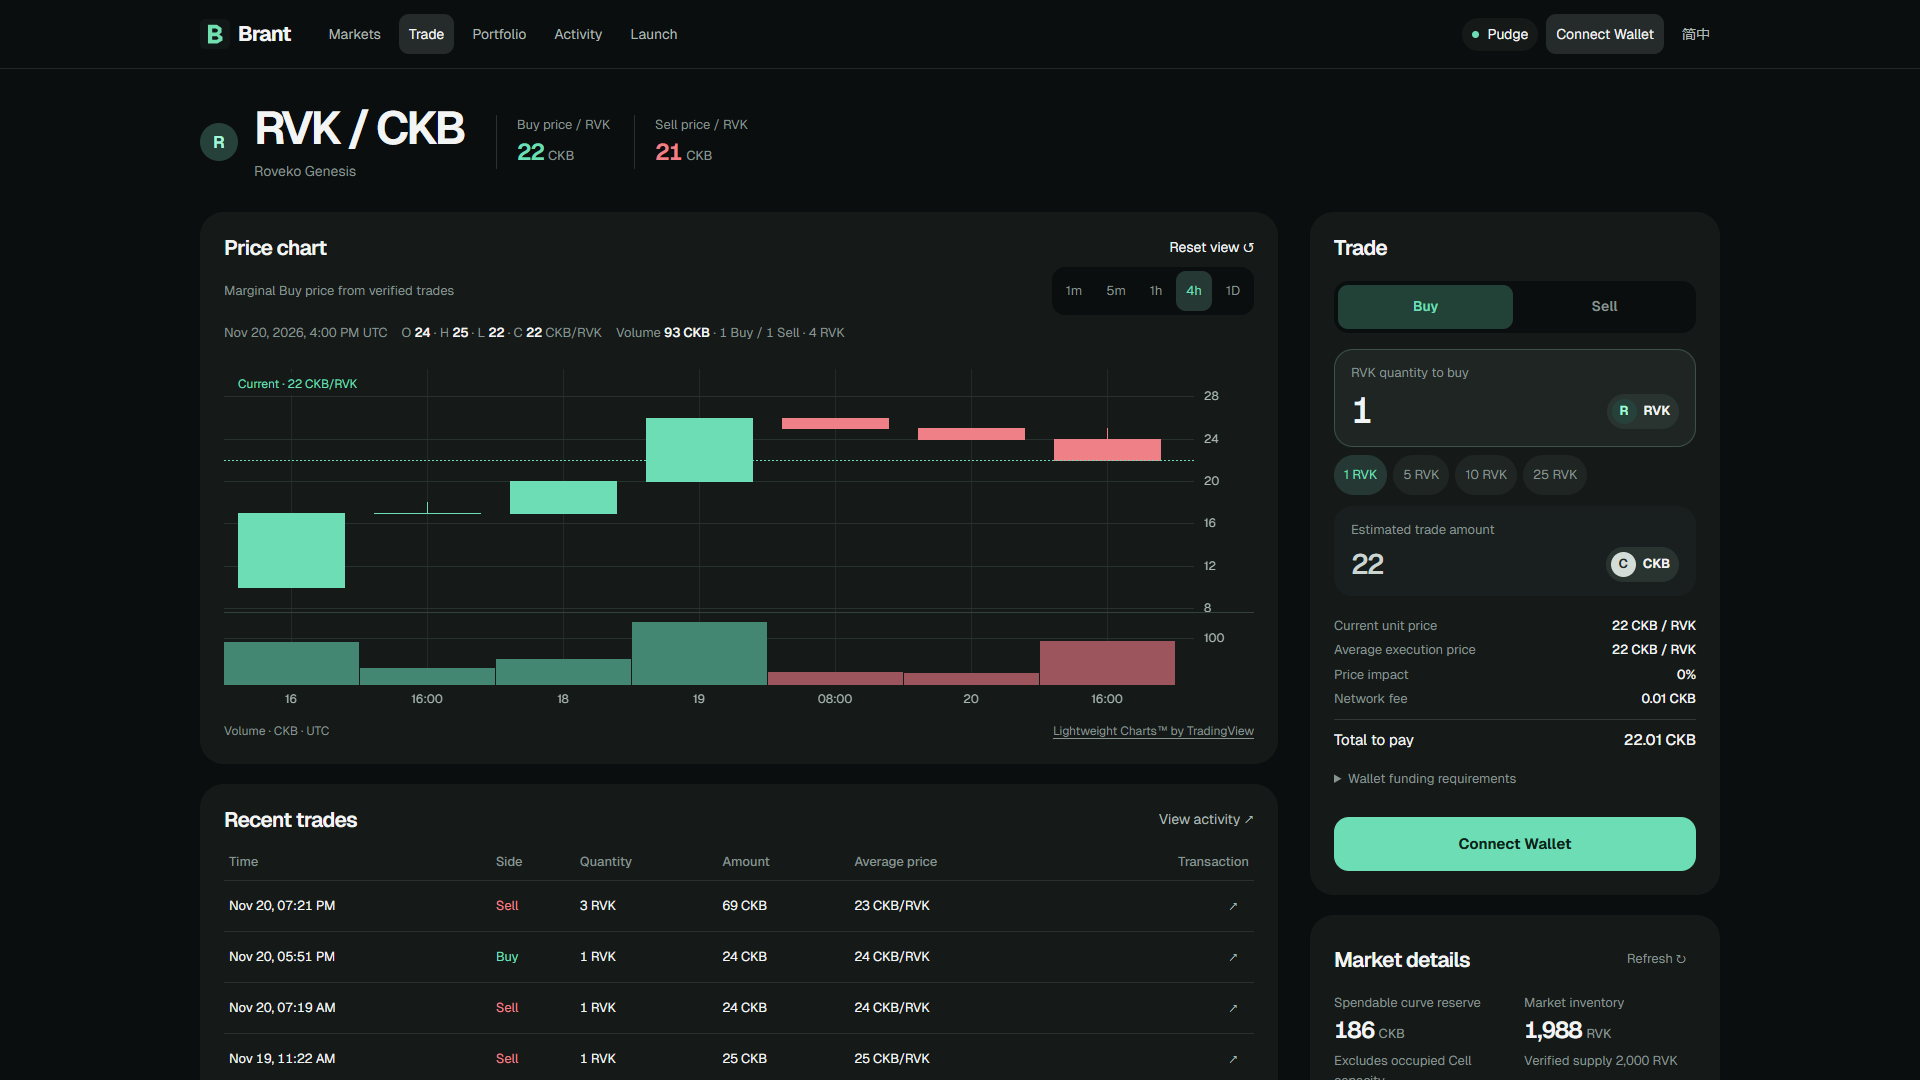 B Brant Markets Trade Portfolio Activity Launch Pudge Connect Wallet 简中
R RVK / CKB
Roveko Genesis
Buy price / RVK
22 CKB
Sell price / RVK
21 CKB
Price chart
Reset view ↺
Marginal Buy price from verified trades
1m 5m 1h 4h 1D
Nov 20, 2026, 4:00 PM UTC O 24 · H 25 · L 22 · C 22 CKB/RVK Volume 93 CKB · 1 Buy / 1 Sell · 4 RVK
Current · 22 CKB/RVK
28
24
20
16
12
8
100
16 16:00 18 19 08:00 20 16:00
Volume · CKB · UTC
Lightweight Charts™ by TradingView
Recent trades
View activity ↗
Time Side Quantity Amount Average price Transaction
Nov 20, 07:21 PM Sell 3 RVK 69 CKB 23 CKB/RVK ↗
Nov 20, 05:51 PM Buy 1 RVK 24 CKB 24 CKB/RVK ↗
Nov 20, 07:19 AM Sell 1 RVK 24 CKB 24 CKB/RVK ↗
Nov 19, 11:22 AM Sell 1 RVK 25 CKB 25 CKB/RVK ↗
Trade
Buy Sell
RVK quantity to buy
1 R RVK
1 RVK 5 RVK 10 RVK 25 RVK
Estimated trade amount
22 C CKB
Current unit price 22 CKB / RVK
Average execution price 22 CKB / RVK
Price impact 0%
Network fee 0.01 CKB
Total to pay 22.01 CKB
▶ Wallet funding requirements
Connect Wallet
Market details
Refresh ↻
Spendable curve reserve
186 CKB
Excludes occupied Cell
capacity
Market inventory
1,988 RVK
Verified supply 2,000 RVK